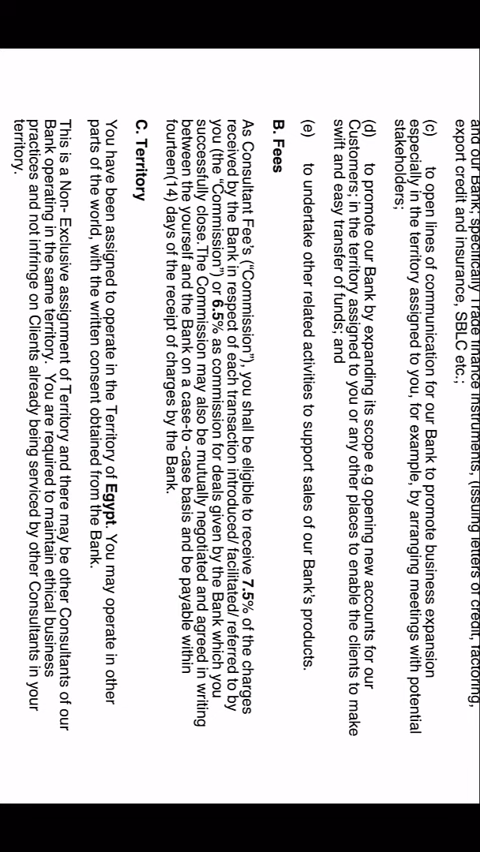 and our Bank; specifically Trade finance instruments, (issuing letters of credit, factoring,
export credit and insurance, SBLC etc.;
(c) to open lines of communication for our Bank to promote business expansion
especially in the territory assigned to you, for example, by arranging meetings with potential
stakeholders;
(d) to promote our Bank by expanding its scope e.g opening new accounts for our
Customers; in the territory assigned to you or any other places to enable the clients to make
swift and easy transfer of funds; and
(e) to undertake other related activities to support sales of our Bank's products.
B. Fees
As Consultant Fee's ("Commission"), you shall be eligible to receive 7.5% of the charges
received by the Bank in respect of each transaction introduced/ facilitated/ referred to by
you (the "Commission") or 6.5% as commission for deals given by the Bank which you
successfully close.The Commission may also be mutually negotiated and agreed in writing
between the yourself and the Bank on a case-to -case basis and be payable within
fourteen(14) days of the receipt of charges by the Bank.
C. Territory
You have been assigned to operate in the Territory of Egypt. You may operate in other
parts of the world, with the written consent obtained from the Bank.
This is a Non- Exclusive assignment of Territory and there may be other Consultants of our
Bank operating in the same territory. You are required to maintain ethical business
practices and not infringe on Clients already being serviced by other Consultants in your
territory.